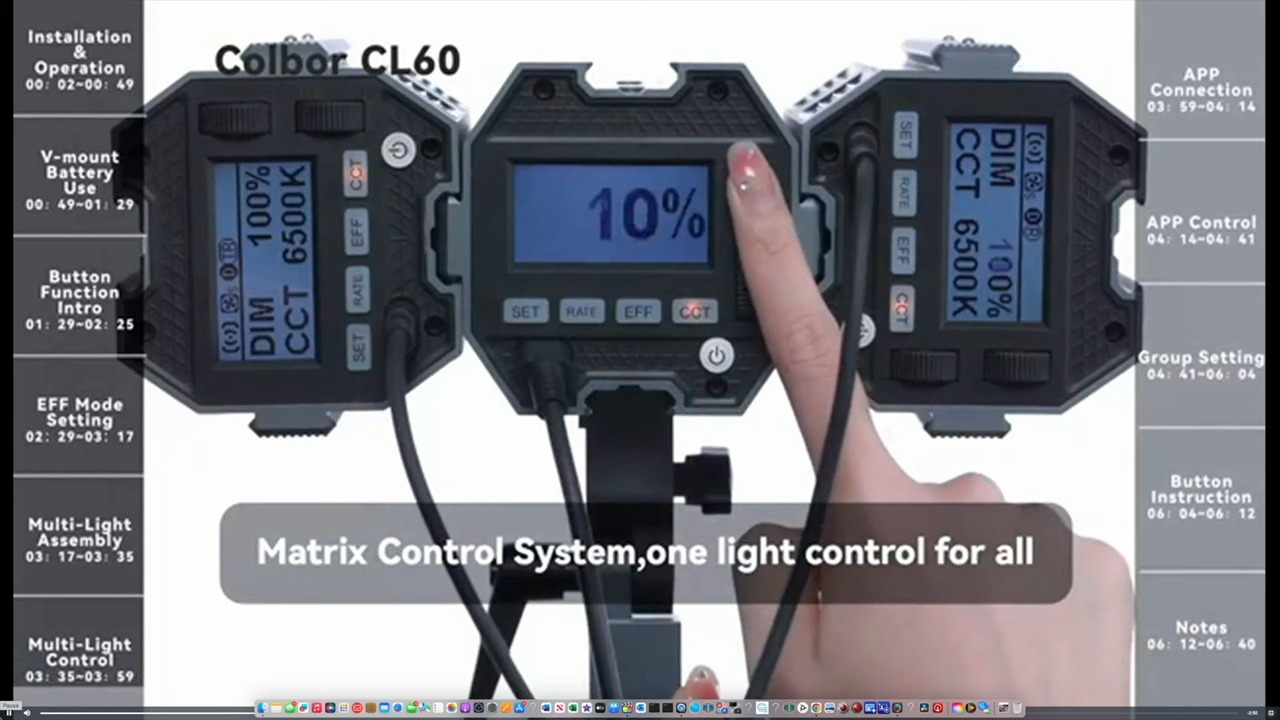 Installation
&
Operation
00: 02~00: 49
V-mount
Battery
Use
00: 49~01: 29
Button
Function
Intro
01: 29~02: 25
EFF Mode
Setting
02: 29~03: 17
Multi-Light
Assembly
03: 17~03: 35
Multi-Light
Control
03: 35~03: 59
Pause
Colbor CL60
DIM 100%
CCT 6500K
CCT
EFF
RATE
SET
10%
SET RATE EFF CCT
SET
RATE
EFF
CCT
DIM 100%
CCT 6500K
Matrix Control System,one light control for all
APP
Connection
03: 59~04: 14
APP Control
04: 14~04: 41
Group Setting
04: 41~06: 04
Button
Instruction
06: 04~06: 12
Notes
06: 12~06: 40